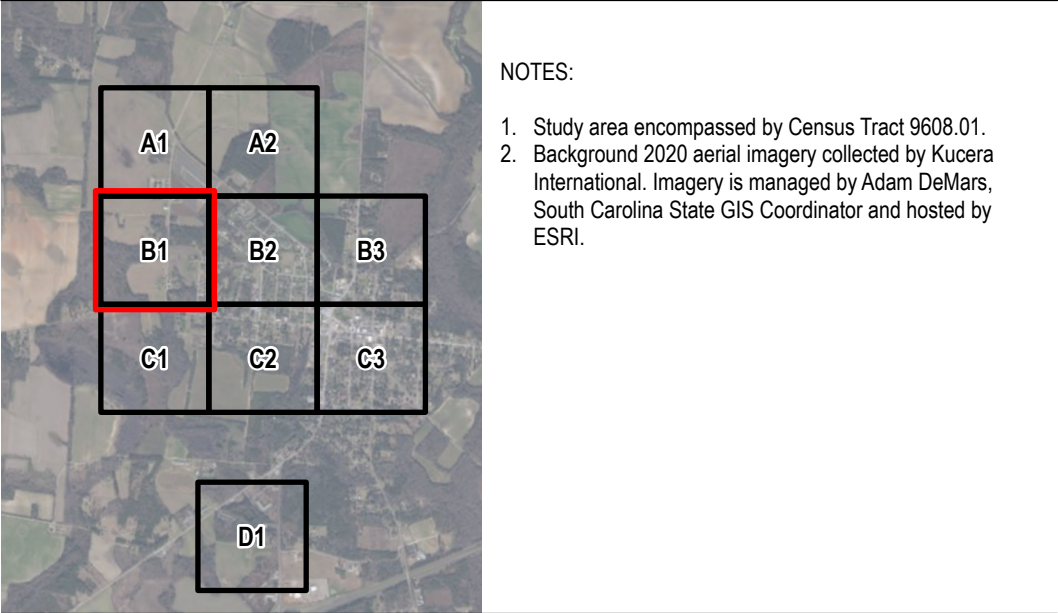 A1 A2
B1 B2 B3
C1 C2 C3
D1
NOTES:
1. Study area encompassed by Census Tract 9608.01.
2. Background 2020 aerial imagery collected by Kucera
International. Imagery is managed by Adam DeMars,
South Carolina State GIS Coordinator and hosted by
ESRI.